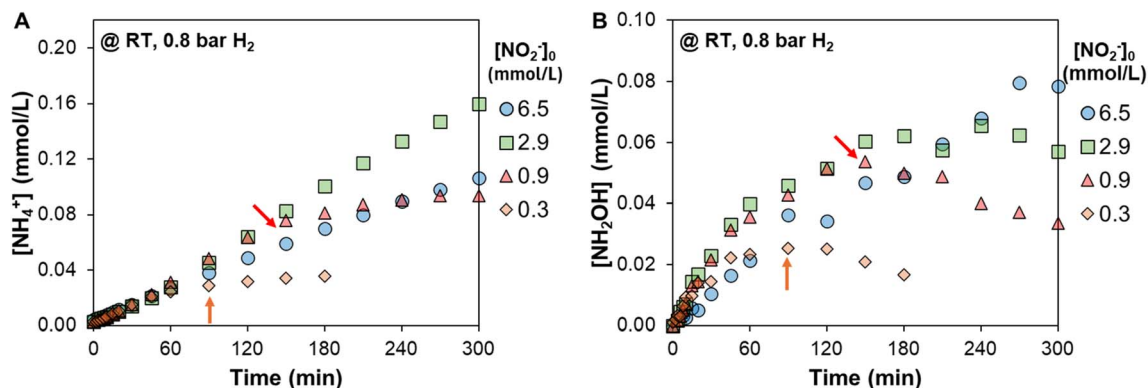 A
@ RT, 0.8 bar H₂
[NO₂⁻]₀
(mmol/L)
6.5
2.9
0.9
0.3
[NH₄⁺] (mmol/L)
0.20
0.16
0.12
0.08
0.04
0.00
0 60 120 180 240 300
Time (min)
B
@ RT, 0.8 bar H₂
[NO₂⁻]₀
(mmol/L)
6.5
2.9
0.9
0.3
[NH₂OH] (mmol/L)
0.10
0.08
0.06
0.04
0.02
0.00
0 60 120 180 240 300
Time (min)